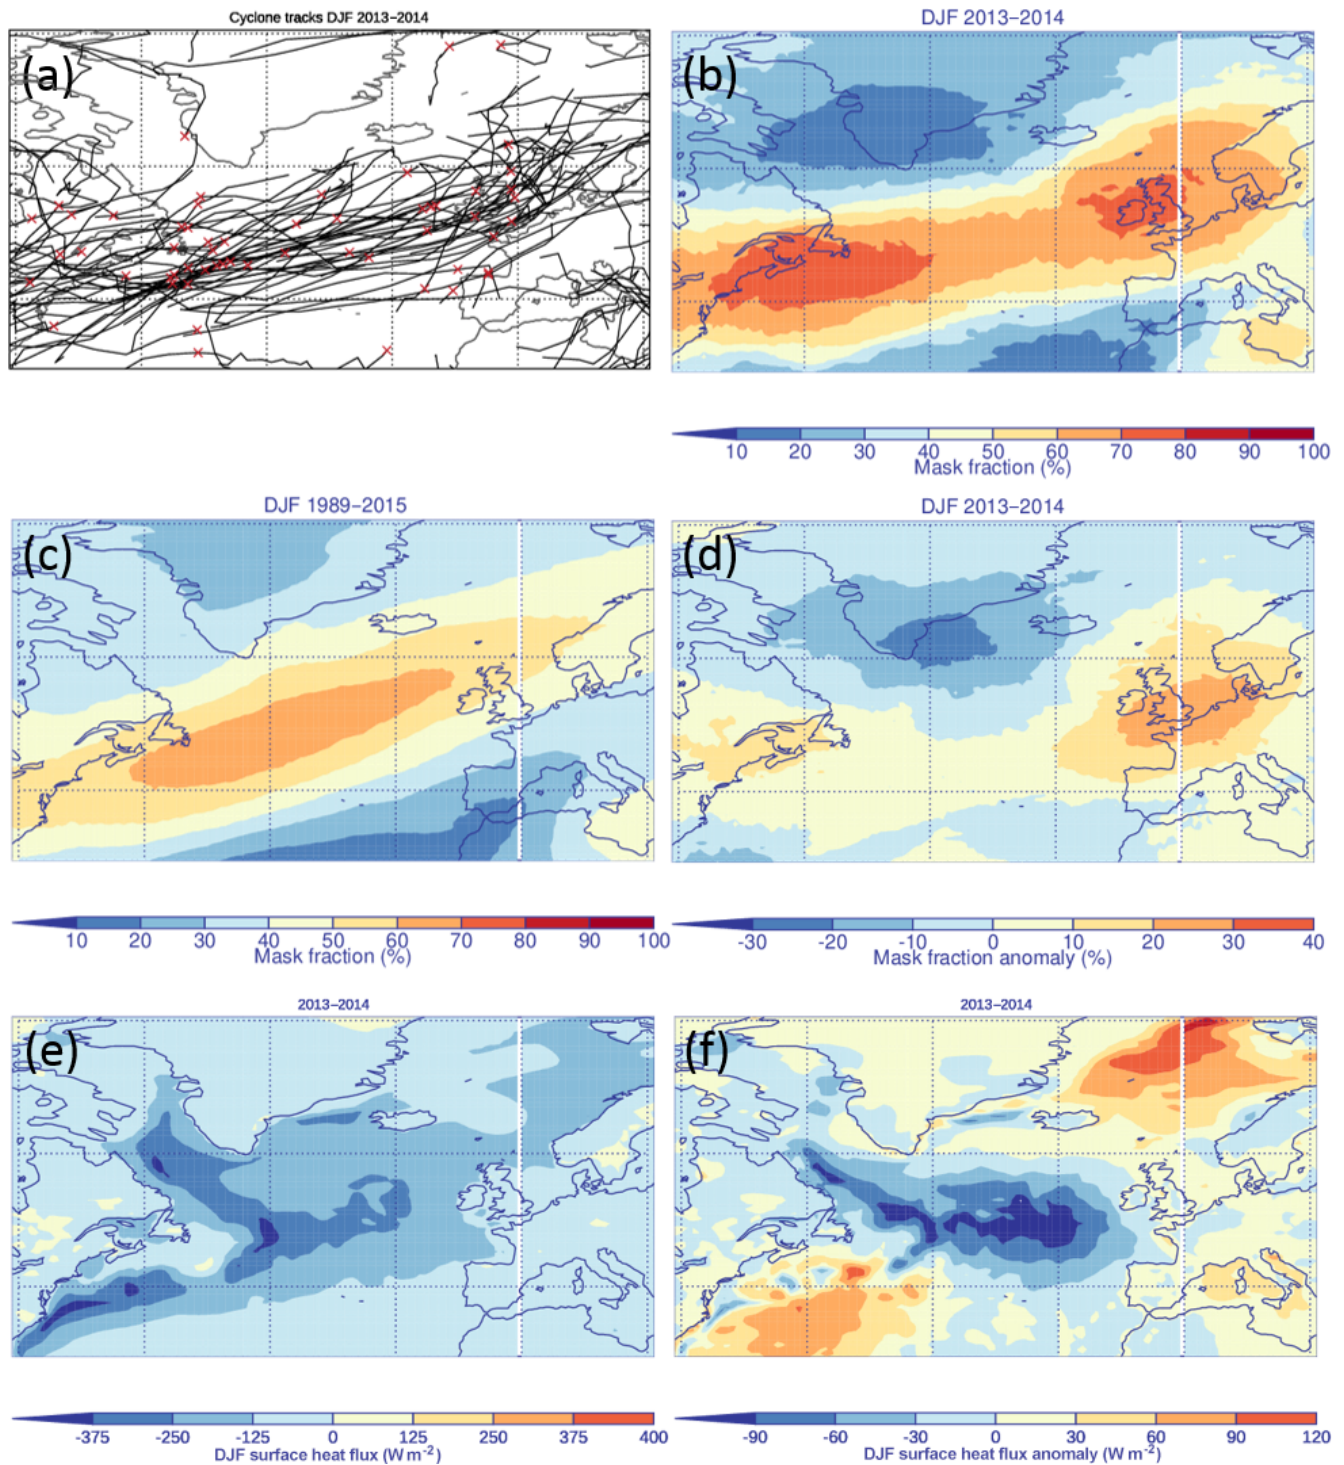 Cyclone tracks DJF 2013–2014
(a)
DJF 2013–2014
(b)
10 20 30 40 50 60 70 80 90 100
Mask fraction (%)
DJF 1989–2015
(c)
10 20 30 40 50 60 70 80 90 100
Mask fraction (%)
DJF 2013–2014
(d)
-30 -20 -10 0 10 20 30 40
Mask fraction anomaly (%)
2013–2014
(e)
-375 -250 -125 0 125 250 375 400
DJF surface heat flux (W m⁻²)
2013–2014
(f)
-90 -60 -30 0 30 60 90 120
DJF surface heat flux anomaly (W m⁻²)